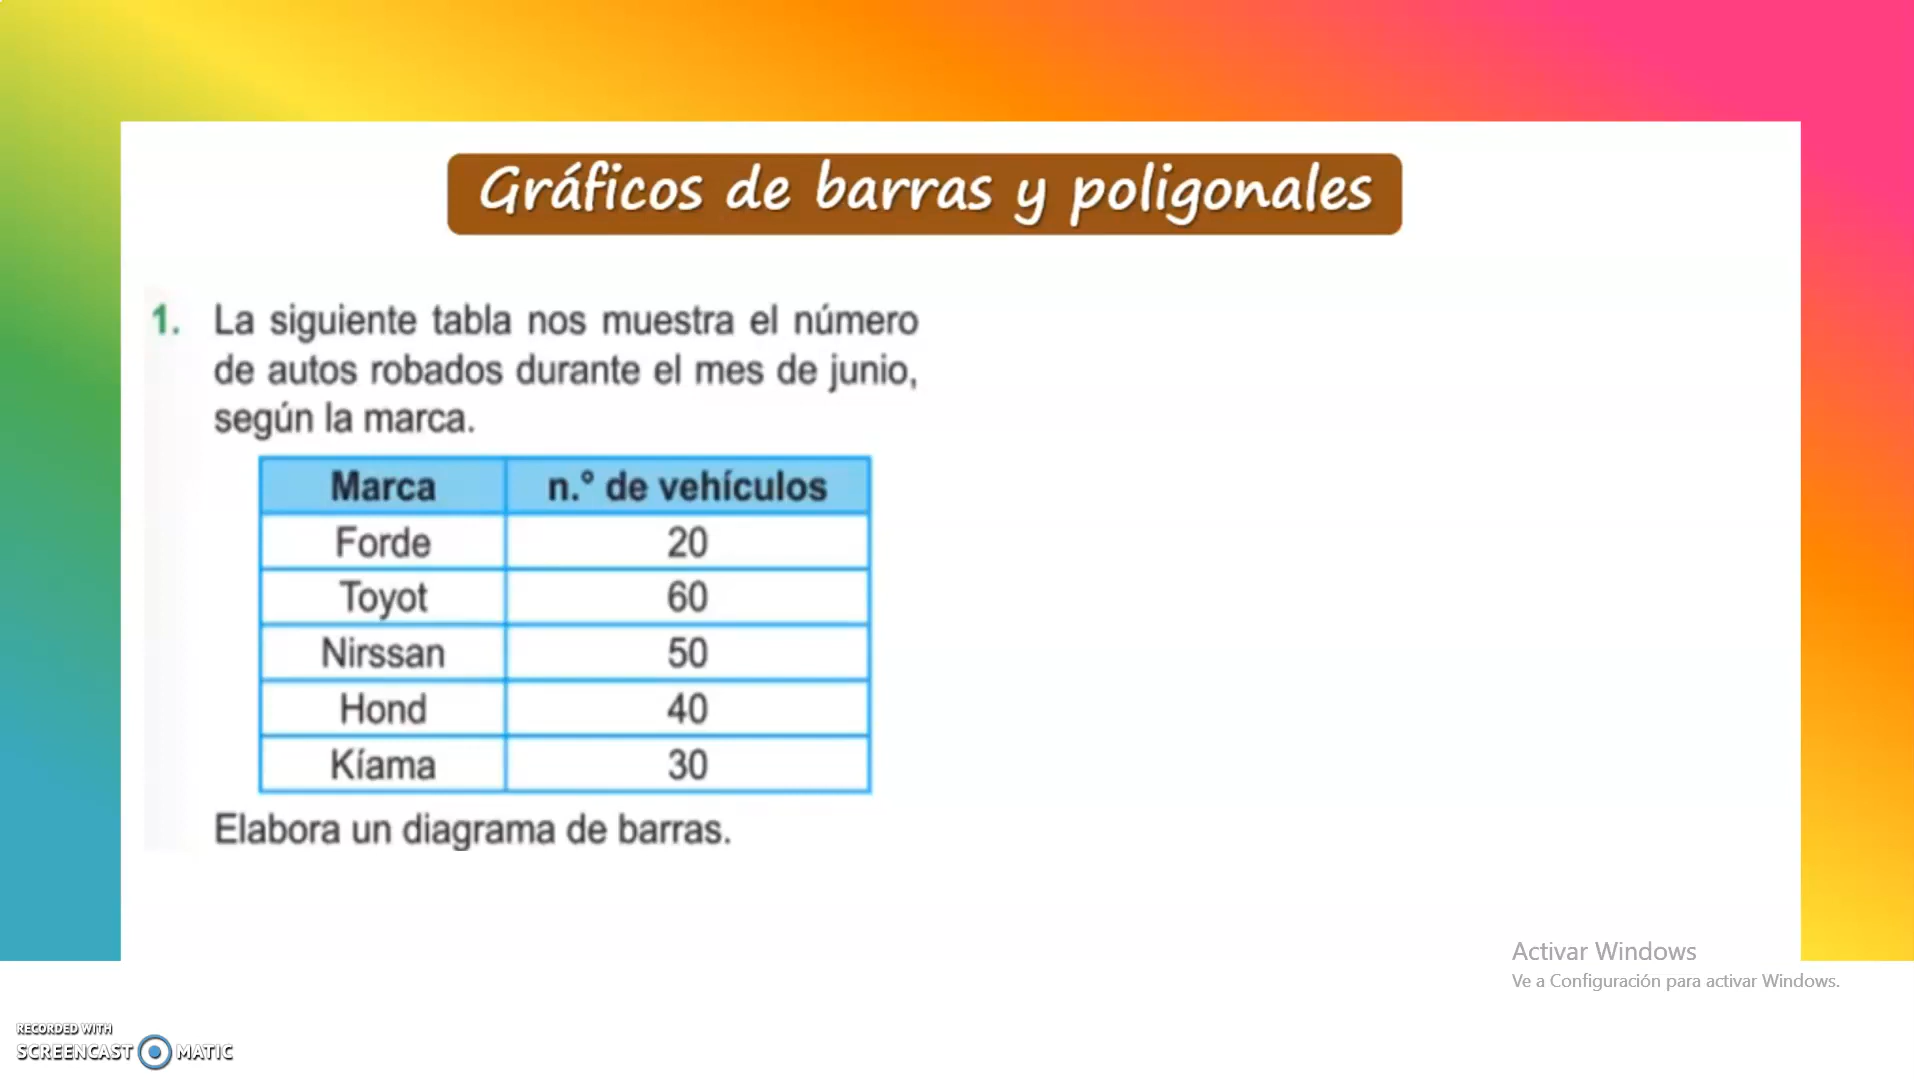 Gráficos de barras y poligonales
1. La siguiente tabla nos muestra el número
de autos robados durante el mes de junio,
según la marca.
Marca n.° de vehículos
Forde 20
Toyot 60
Nirssan 50
Hond 40
Kíama 30
Elabora un diagrama de barras.
Activar Windows
Ve a Configuración para activar Windows.
RECORDED WITH
SCREENCAST MATIC